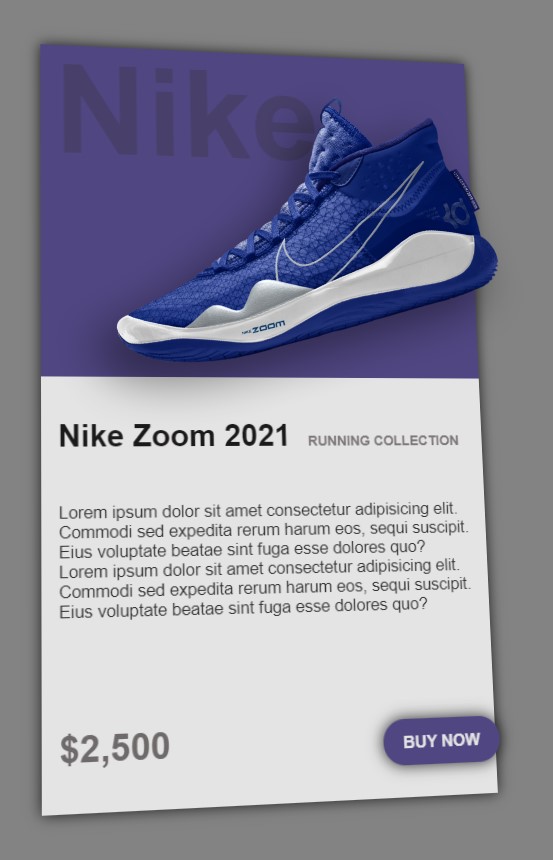 Nike
NIKE ZOOM
Nike Zoom 2021 RUNNING COLLECTION
Lorem ipsum dolor sit amet consectetur adipisicing elit.
Commodi sed expedita rerum harum eos, sequi suscipit.
Eius voluptate beatae sint fuga esse dolores quo?
Lorem ipsum dolor sit amet consectetur adipisicing elit.
Commodi sed expedita rerum harum eos, sequi suscipit.
Eius voluptate beatae sint fuga esse dolores quo?
$2,500 BUY NOW